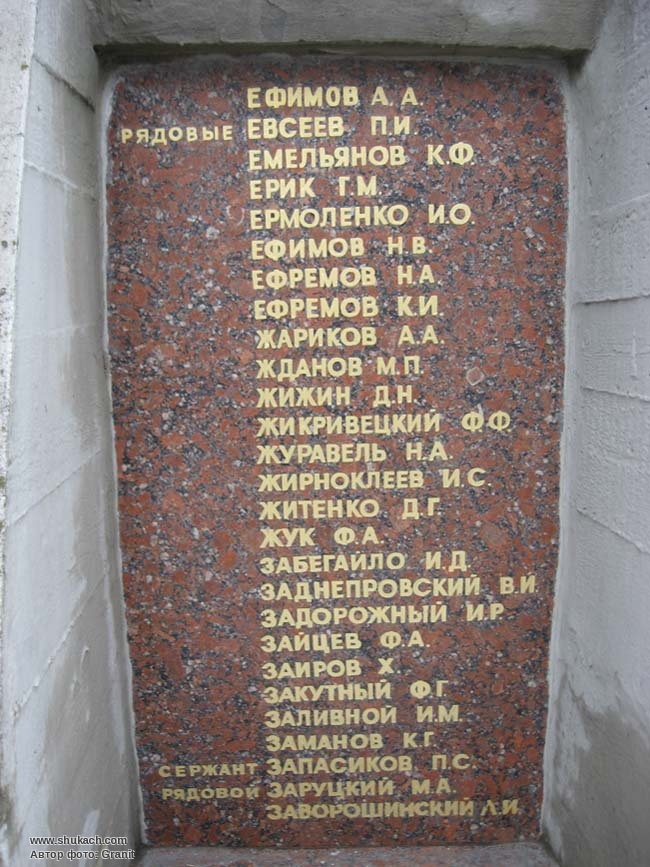 ЕФИМОВ А.А.
РЯДОВЫЕ ЕВСЕЕВ П.И.
ЕМЕЛЬЯНОВ К.Ф.
ЕРИК Г.М.
ЕРМОЛЕНКО И.О.
ЕФИМОВ Н.В.
ЕФРЕМОВ Н.А.
ЕФРЕМОВ К.И.
ЖАРИКОВ А.А.
ЖДАНОВ М.П.
ЖИЖИН Д.Н.
ЖИКРИВЕЦКИЙ Ф.Ф.
ЖУРАВЕЛЬ Н.А.
ЖИРНОКЛЕЕВ И.С.
ЖИТЕНКО Д.Г.
ЖУК Ф.А.
ЗАБЕГАЙЛО И.Д.
ЗАДНЕПРОВСКИЙ В.И.
ЗАДОРОЖНЫЙ И.Р.
ЗАЙЦЕВ Ф.А.
ЗАИРОВ Х.
ЗАКУТНЫЙ Ф.Г.
ЗАЛИВНОЙ И.М.
ЗАМАНОВ К.Г.
СЕРЖАНТ ЗАПАСИКОВ П.С.
РЯДОВОЙ ЗАРУЦКИЙ М.А.
ЗАВОРОШИНСКИЙ Л.И.
www.shukach.com
Автор фото: Granit